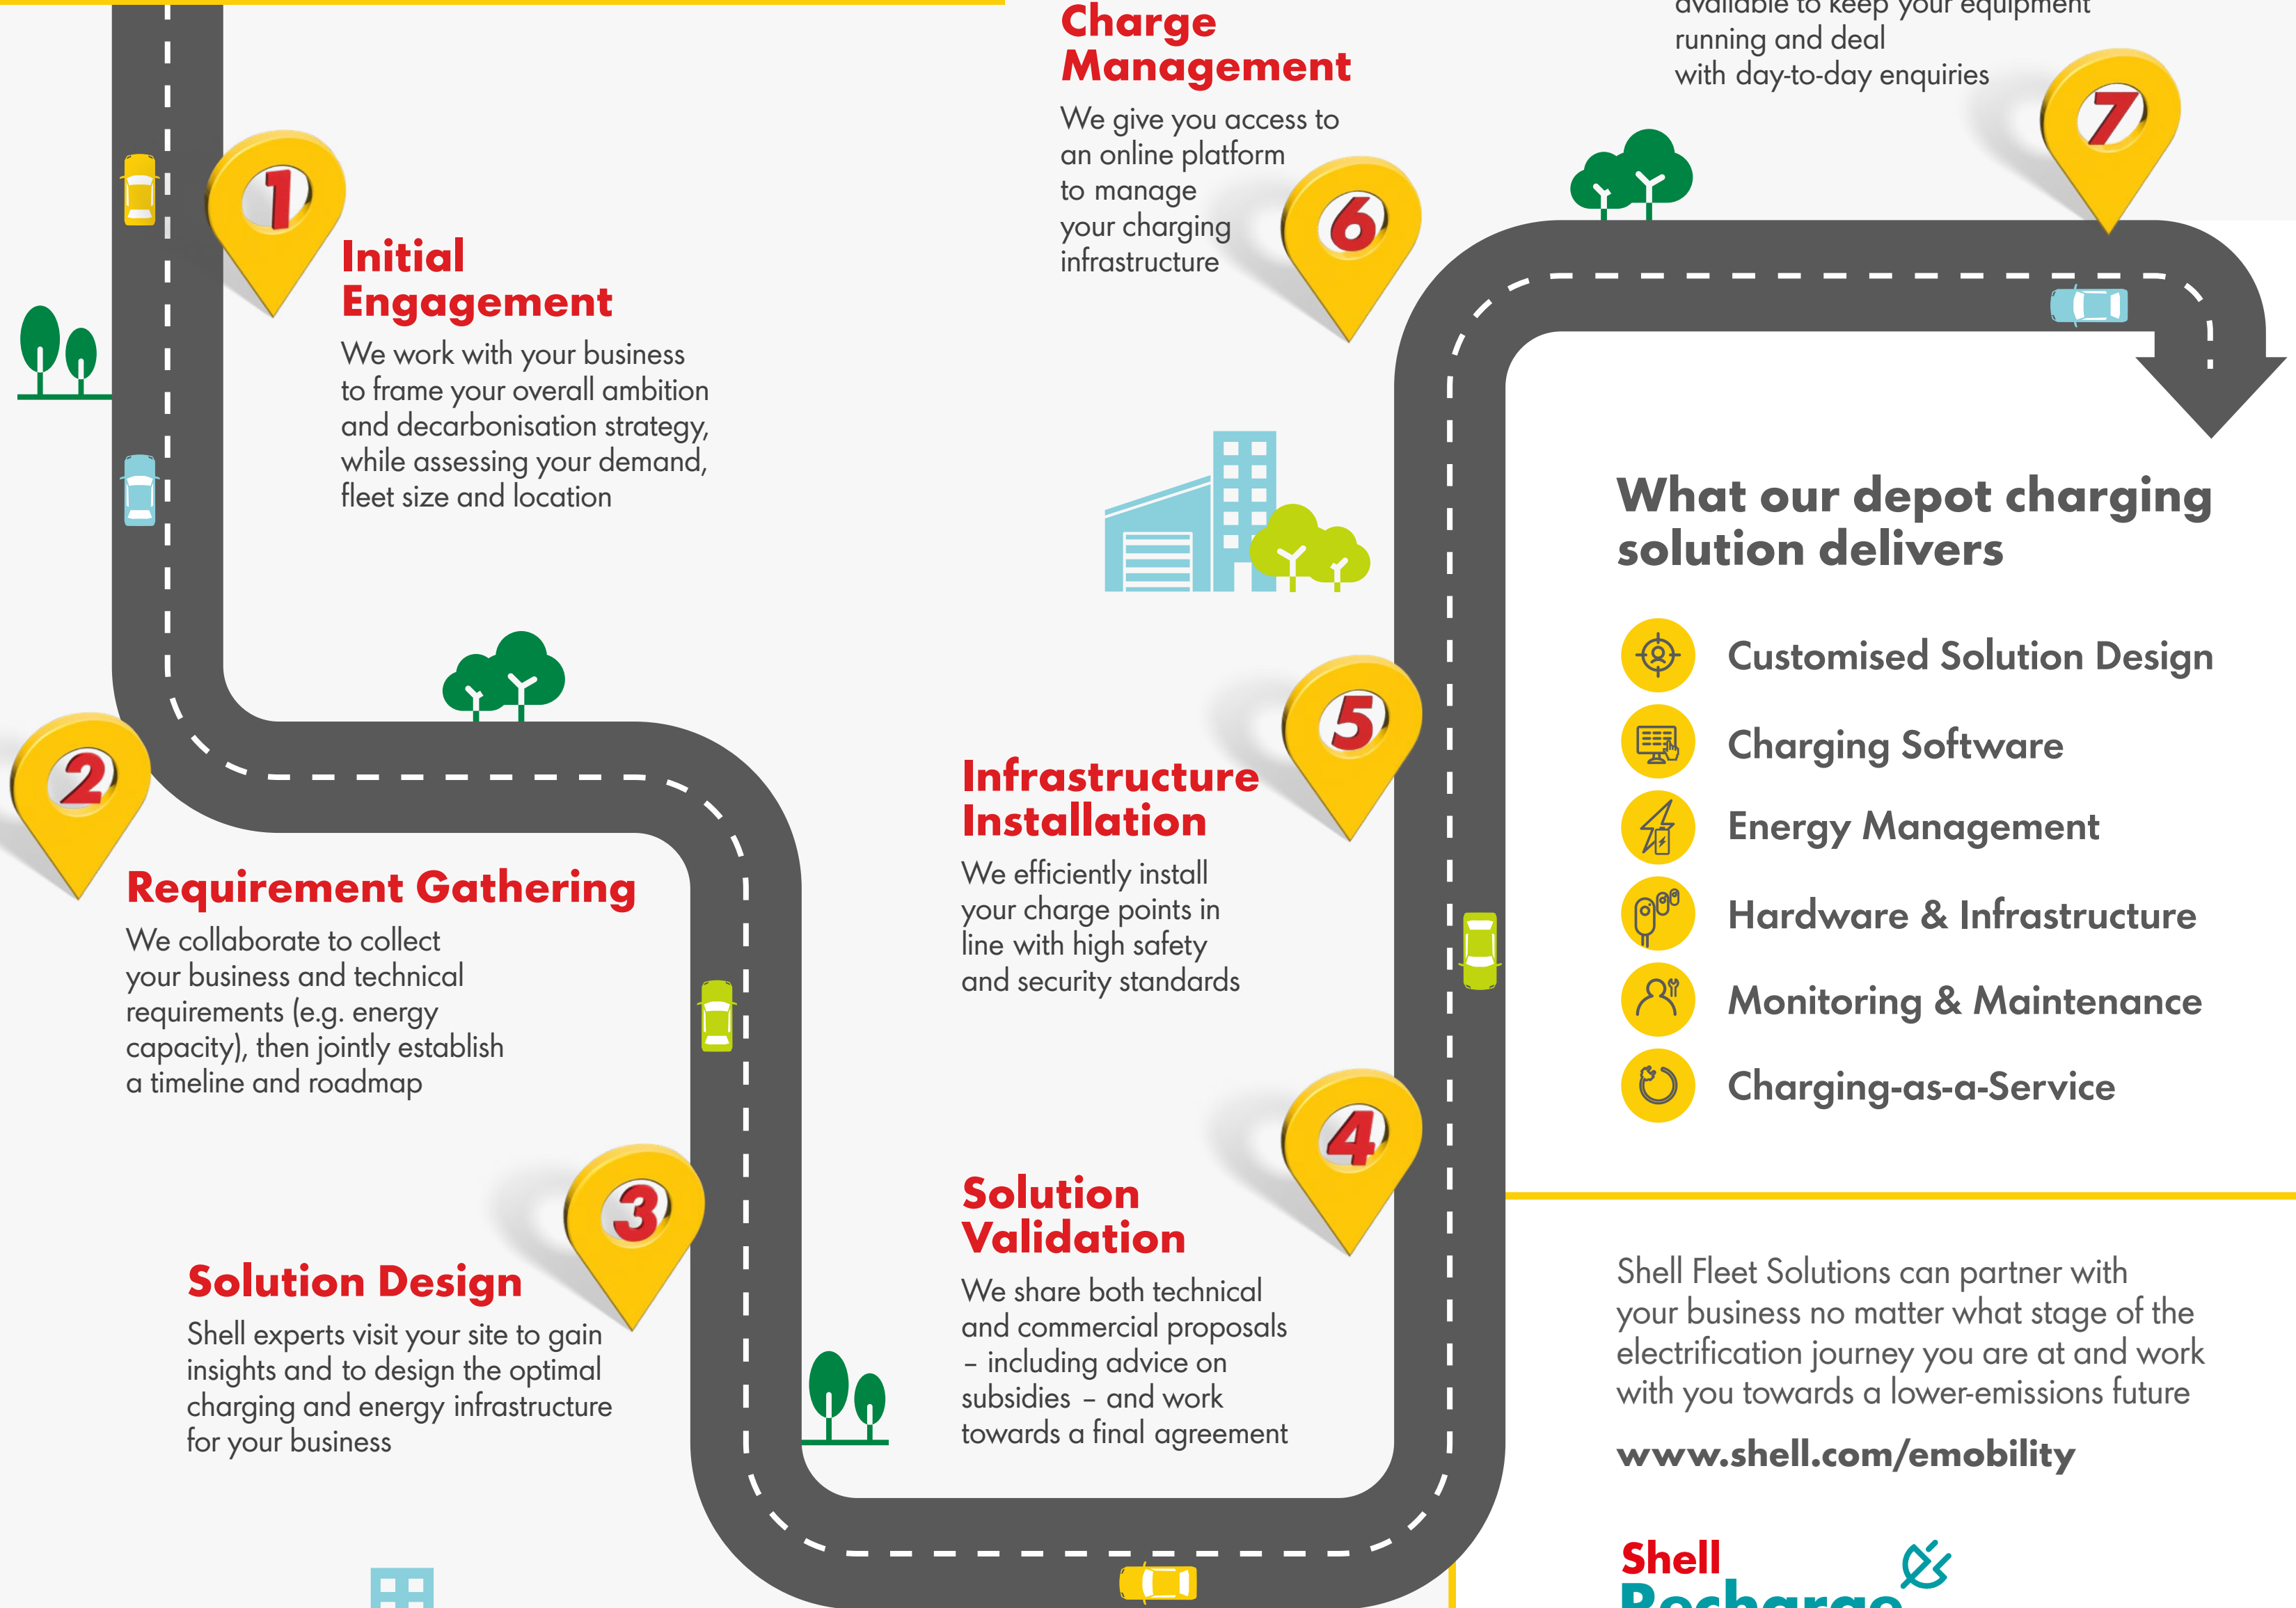 1
Initial
Engagement
We work with your business
to frame your overall ambition
and decarbonisation strategy,
while assessing your demand,
fleet size and location
2
Requirement Gathering
We collaborate to collect
your business and technical
requirements (e.g. energy
capacity), then jointly establish
a timeline and roadmap
3
Solution Design
Shell experts visit your site to gain
insights and to design the optimal
charging and energy infrastructure
for your business
4
Solution
Validation
We share both technical
and commercial proposals
– including advice on
subsidies – and work
towards a final agreement
5
Infrastructure
Installation
We efficiently install
your charge points in
line with high safety
and security standards
6
Charge
Management
We give you access to
an online platform
to manage
your charging
infrastructure
7
available to keep your equipment
running and deal
with day-to-day enquiries
What our depot charging
solution delivers
Customised Solution Design
Charging Software
Energy Management
Hardware & Infrastructure
Monitoring & Maintenance
Charging-as-a-Service
Shell Fleet Solutions can partner with
your business no matter what stage of the
electrification journey you are at and work
with you towards a lower-emissions future
www.shell.com/emobility
Shell
Recharge